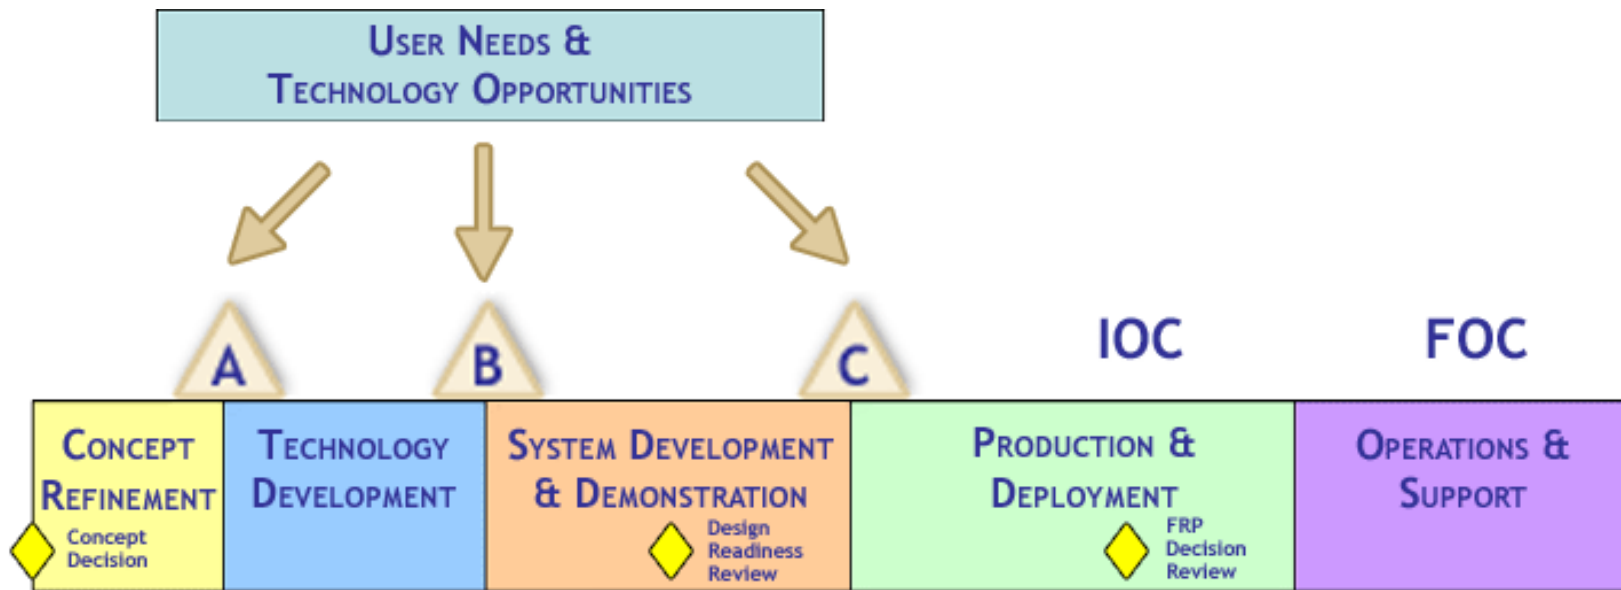 USER NEEDS &
TECHNOLOGY OPPORTUNITIES
A
B
C
IOC
FOC
CONCEPT
REFINEMENT
Concept
Decision
TECHNOLOGY
DEVELOPMENT
SYSTEM DEVELOPMENT
& DEMONSTRATION
Design
Readiness
Review
PRODUCTION &
DEPLOYMENT
FRP
Decision
Review
OPERATIONS &
SUPPORT